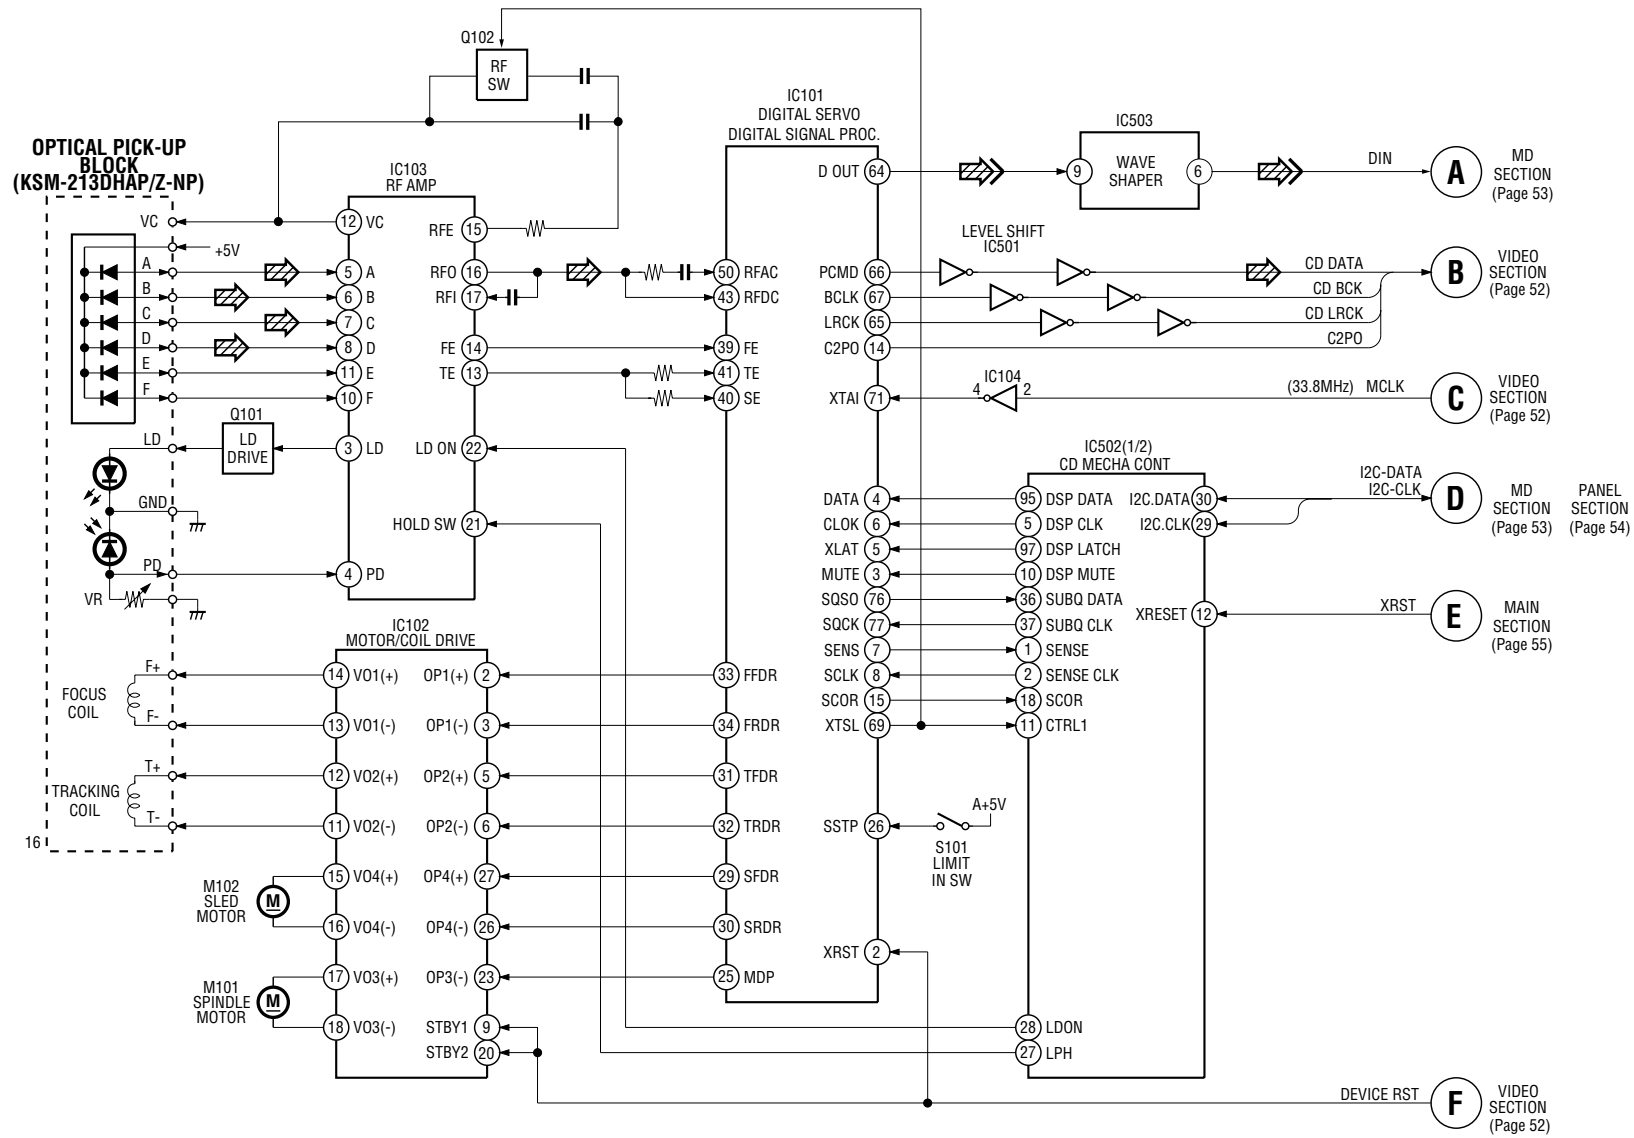 Q102
RF
SW
OPTICAL PICK-UP
BLOCK
(KSM-213DHAP/Z-NP)
VC
+5V
A
B
C
D
E
F
LD
GND
PD
VR
Q101
LD
DRIVE
FOCUS
COIL
F+
F-
TRACKING
COIL
T+
T-
16
M102
SLED
MOTOR
M
M101
SPINDLE
MOTOR
M
IC103
RF AMP
12 VC
5 A
6 B
7 C
8 D
11 E
10 F
3 LD
4 PD
RFE 15
RFO 16
RFI 17
FE 14
TE 13
LD ON 22
HOLD SW 21
IC102
MOTOR/COIL DRIVE
14 VO1(+) OP1(+) 2
13 VO1(-) OP1(-) 3
12 VO2(+) OP2(+) 5
11 VO2(-) OP2(-) 6
15 VO4(+) OP4(+) 27
16 VO4(-) OP4(-) 26
17 VO3(+) OP3(-) 23
18 VO3(-) STBY1 9
STBY2 20
IC101
DIGITAL SERVO
DIGITAL SIGNAL PROC.
50 RFAC
43 RFDC
39 FE
41 TE
40 SE
33 FFDR
34 FRDR
31 TFDR
32 TRDR
29 SFDR
30 SRDR
25 MDP
D OUT 64
PCMD 66
BCLK 67
LRCK 65
C2PO 14
XTAI 71
DATA 4
CLOK 6
XLAT 5
MUTE 3
SQSO 76
SQCK 77
SENS 7
SCLK 8
SCOR 15
XTSL 69
SSTP 26
XRST 2
IC503
9 WAVE
SHAPER 6
DIN
A
MD
SECTION
(Page 53)
LEVEL SHIFT
IC501
CD DATA
CD BCK
CD LRCK
C2PO
B
VIDEO
SECTION
(Page 52)
IC104
4 2
(33.8MHz) MCLK
C
VIDEO
SECTION
(Page 52)
IC502(1/2)
CD MECHA CONT
95 DSP DATA
5 DSP CLK
97 DSP LATCH
10 DSP MUTE
36 SUBQ DATA
37 SUBQ CLK
1 SENSE
2 SENSE CLK
18 SCOR
11 CTRL1
28 LDON
27 LPH
I2C.DATA 30
I2C.CLK 29
XRESET 12
I2C-DATA
I2C-CLK
D
MD
SECTION
(Page 53)
PANEL
SECTION
(Page 54)
XRST
E
MAIN
SECTION
(Page 55)
A+5V
S101
LIMIT
IN SW
DEVICE RST
F
VIDEO
SECTION
(Page 52)